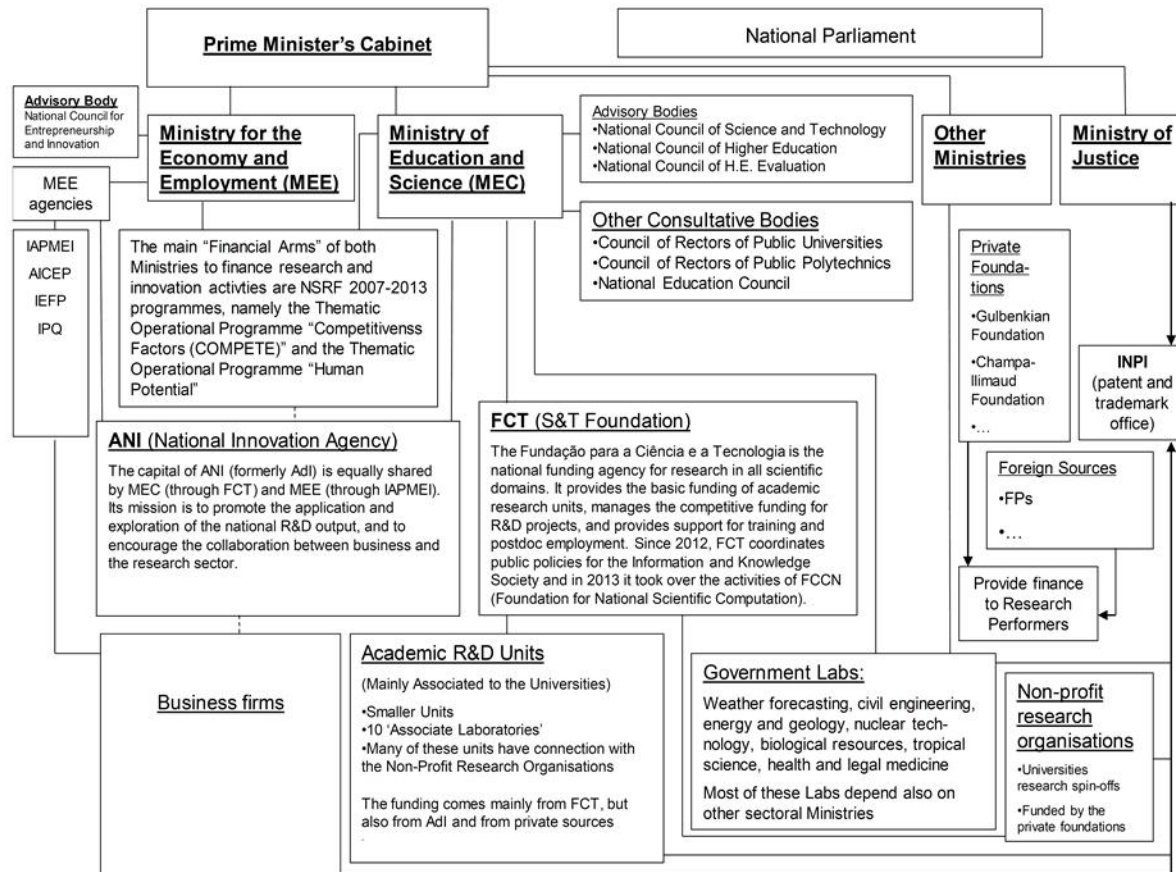 Prime Minister's Cabinet
National Parliament
Advisory Body
National Council for
Entrepreneurship
and Innovation
Ministry for the
Economy and
Employment (MEE)
Ministry of
Education and
Science (MEC)
Advisory Bodies
•National Council of Science and Technology
•National Council of Higher Education
•National Council of H.E. Evaluation
Other
Ministries
Ministry of
Justice
MEE
agencies
IAPMEI
AICEP
IEFP
IPQ
The main "Financial Arms" of both
Ministries to finance research and
innovation activties are NSRF 2007-2013
programmes, namely the Thematic
Operational Programme "Competitivenss
Factors (COMPETE)" and the Thematic
Operational Programme "Human
Potential"
Other Consultative Bodies
•Council of Rectors of Public Universities
•Council of Rectors of Public Polytechnics
•National Education Council
Private
Founda-
tions
•Gulbenkian
Foundation
•Champa-
llimaud
Foundation
•…
INPI
(patent and
trademark
office)
ANI (National Innovation Agency)
The capital of ANI (formerly AdI) is equally shared
by MEC (through FCT) and MEE (through IAPMEI).
Its mission is to promote the application and
exploration of the national R&D output, and to
encourage the collaboration between business and
the research sector.
FCT (S&T Foundation)
The Fundação para a Ciência e a Tecnologia is the
national funding agency for research in all scientific
domains. It provides the basic funding of academic
research units, manages the competitive funding for
R&D projects, and provides support for training and
postdoc employment. Since 2012, FCT coordinates
public policies for the Information and Knowledge
Society and in 2013 it took over the activities of FCCN
(Foundation for National Scientific Computation).
Foreign Sources
•FPs
•…
Provide finance
to Research
Performers
Business firms
Academic R&D Units
(Mainly Associated to the Universities)
•Smaller Units
•10 'Associate Laboratories'
•Many of these units have connection with
the Non-Profit Research Organisations
The funding comes mainly from FCT, but
also from AdI and from private sources
.
Government Labs:
Weather forecasting, civil engineering,
energy and geology, nuclear tech-
nology, biological resources, tropical
science, health and legal medicine
Most of these Labs depend also on
other sectoral Ministries
Non-profit
research
organisations
•Universities
research spin-offs
•Funded by the
private foundations